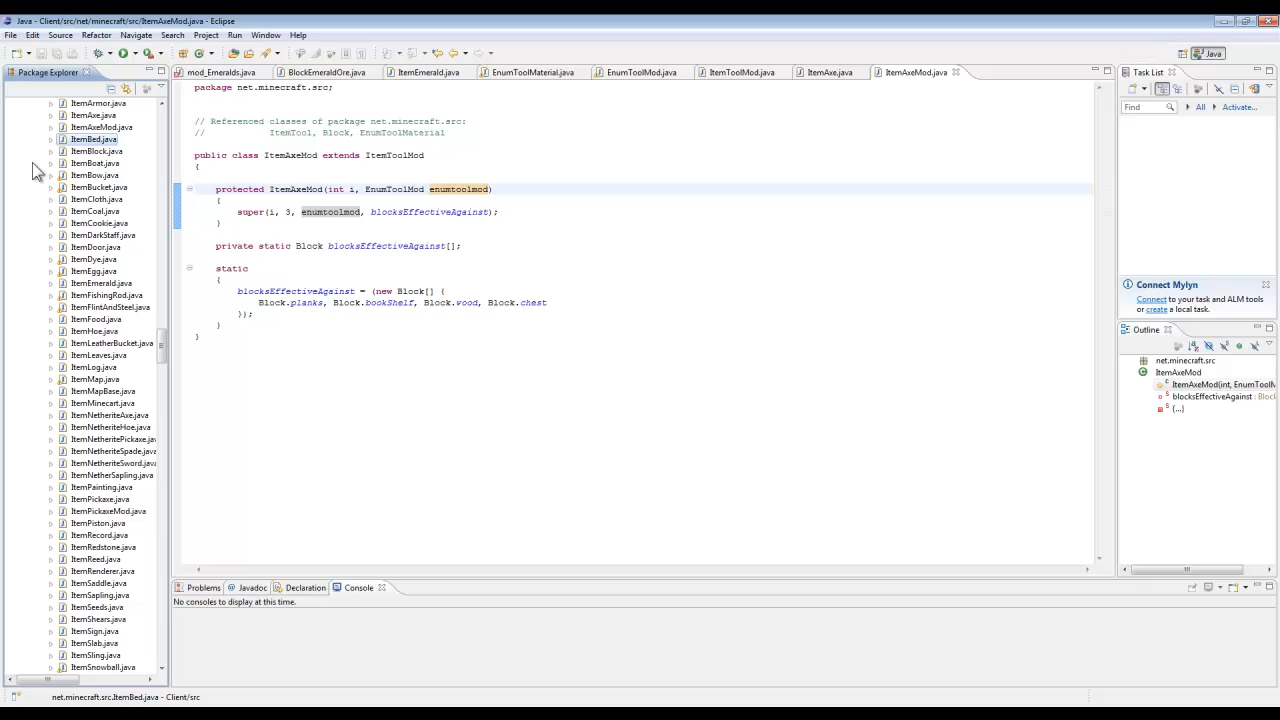 Java - Client/src/net/minecraft/src/ItemAxeMod.java - Eclipse
File Edit Source Refactor Navigate Search Project Run Window Help
Java
Package Explorer
ItemArmor.java
ItemAxe.java
ItemAxeMod.java
ItemBed.java
ItemBlock.java
ItemBoat.java
ItemBow.java
ItemBucket.java
ItemCloth.java
ItemCoal.java
ItemCookie.java
ItemDarkStaff.java
ItemDoor.java
ItemDye.java
ItemEgg.java
ItemEmerald.java
ItemFishingRod.java
ItemFlintAndSteel.java
ItemFood.java
ItemHoe.java
ItemLeatherBucket.java
ItemLeaves.java
ItemLog.java
ItemMap.java
ItemMapBase.java
ItemMinecart.java
ItemNetheriteAxe.java
ItemNetheriteHoe.java
ItemNetheritePickaxe.jav
ItemNetheriteSpade.java
ItemNetheriteSword.java
ItemNetherSapling.java
ItemPainting.java
ItemPickaxe.java
ItemPickaxeMod.java
ItemPiston.java
ItemRecord.java
ItemRedstone.java
ItemReed.java
ItemRenderer.java
ItemSaddle.java
ItemSapling.java
ItemSeeds.java
ItemShears.java
ItemSign.java
ItemSlab.java
ItemSling.java
ItemSnowball.java
mod_Emeralds.java BlockEmeraldOre.java ItemEmerald.java EnumToolMaterial.java EnumToolMod.java ItemToolMod.java ItemAxe.java ItemAxeMod.java
package net.minecraft.src;
// Referenced classes of package net.minecraft.src:
// ItemTool, Block, EnumToolMaterial
public class ItemAxeMod extends ItemToolMod
{
protected ItemAxeMod(int i, EnumToolMod enumtoolmod)
{
super(i, 3, enumtoolmod, blocksEffectiveAgainst);
}
private static Block blocksEffectiveAgainst[];
static
{
blocksEffectiveAgainst = (new Block[] {
Block.planks, Block.bookShelf, Block.wood, Block.chest
});
}
}
Problems Javadoc Declaration Console
No consoles to display at this time.
Task List
Find All Activate...
Connect Mylyn
Connect to your task and ALM tools
or create a local task.
Outline
net.minecraft.src
ItemAxeMod
ItemAxeMod(int, EnumToolM
blocksEffectiveAgainst : Block
{...}
net.minecraft.src.ItemBed.java - Client/src